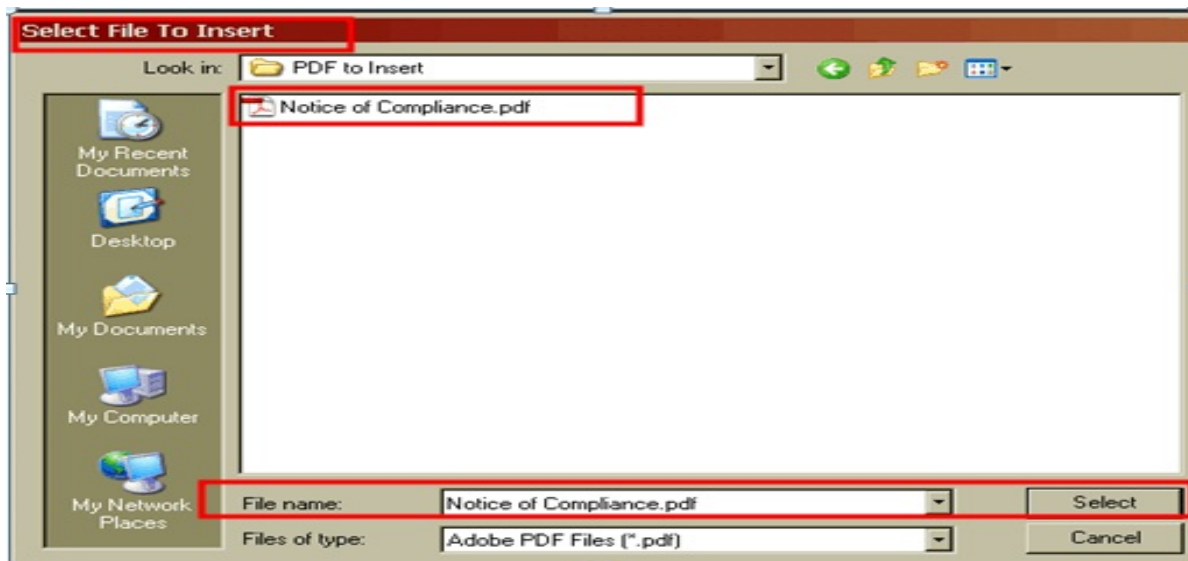 Select File To Insert
Look in: PDF to Insert
Notice of Compliance.pdf
My Recent
Documents
Desktop
My Documents
My Computer
My Network
Places
File name: Notice of Compliance.pdf Select
Files of type: Adobe PDF Files (*.pdf) Cancel